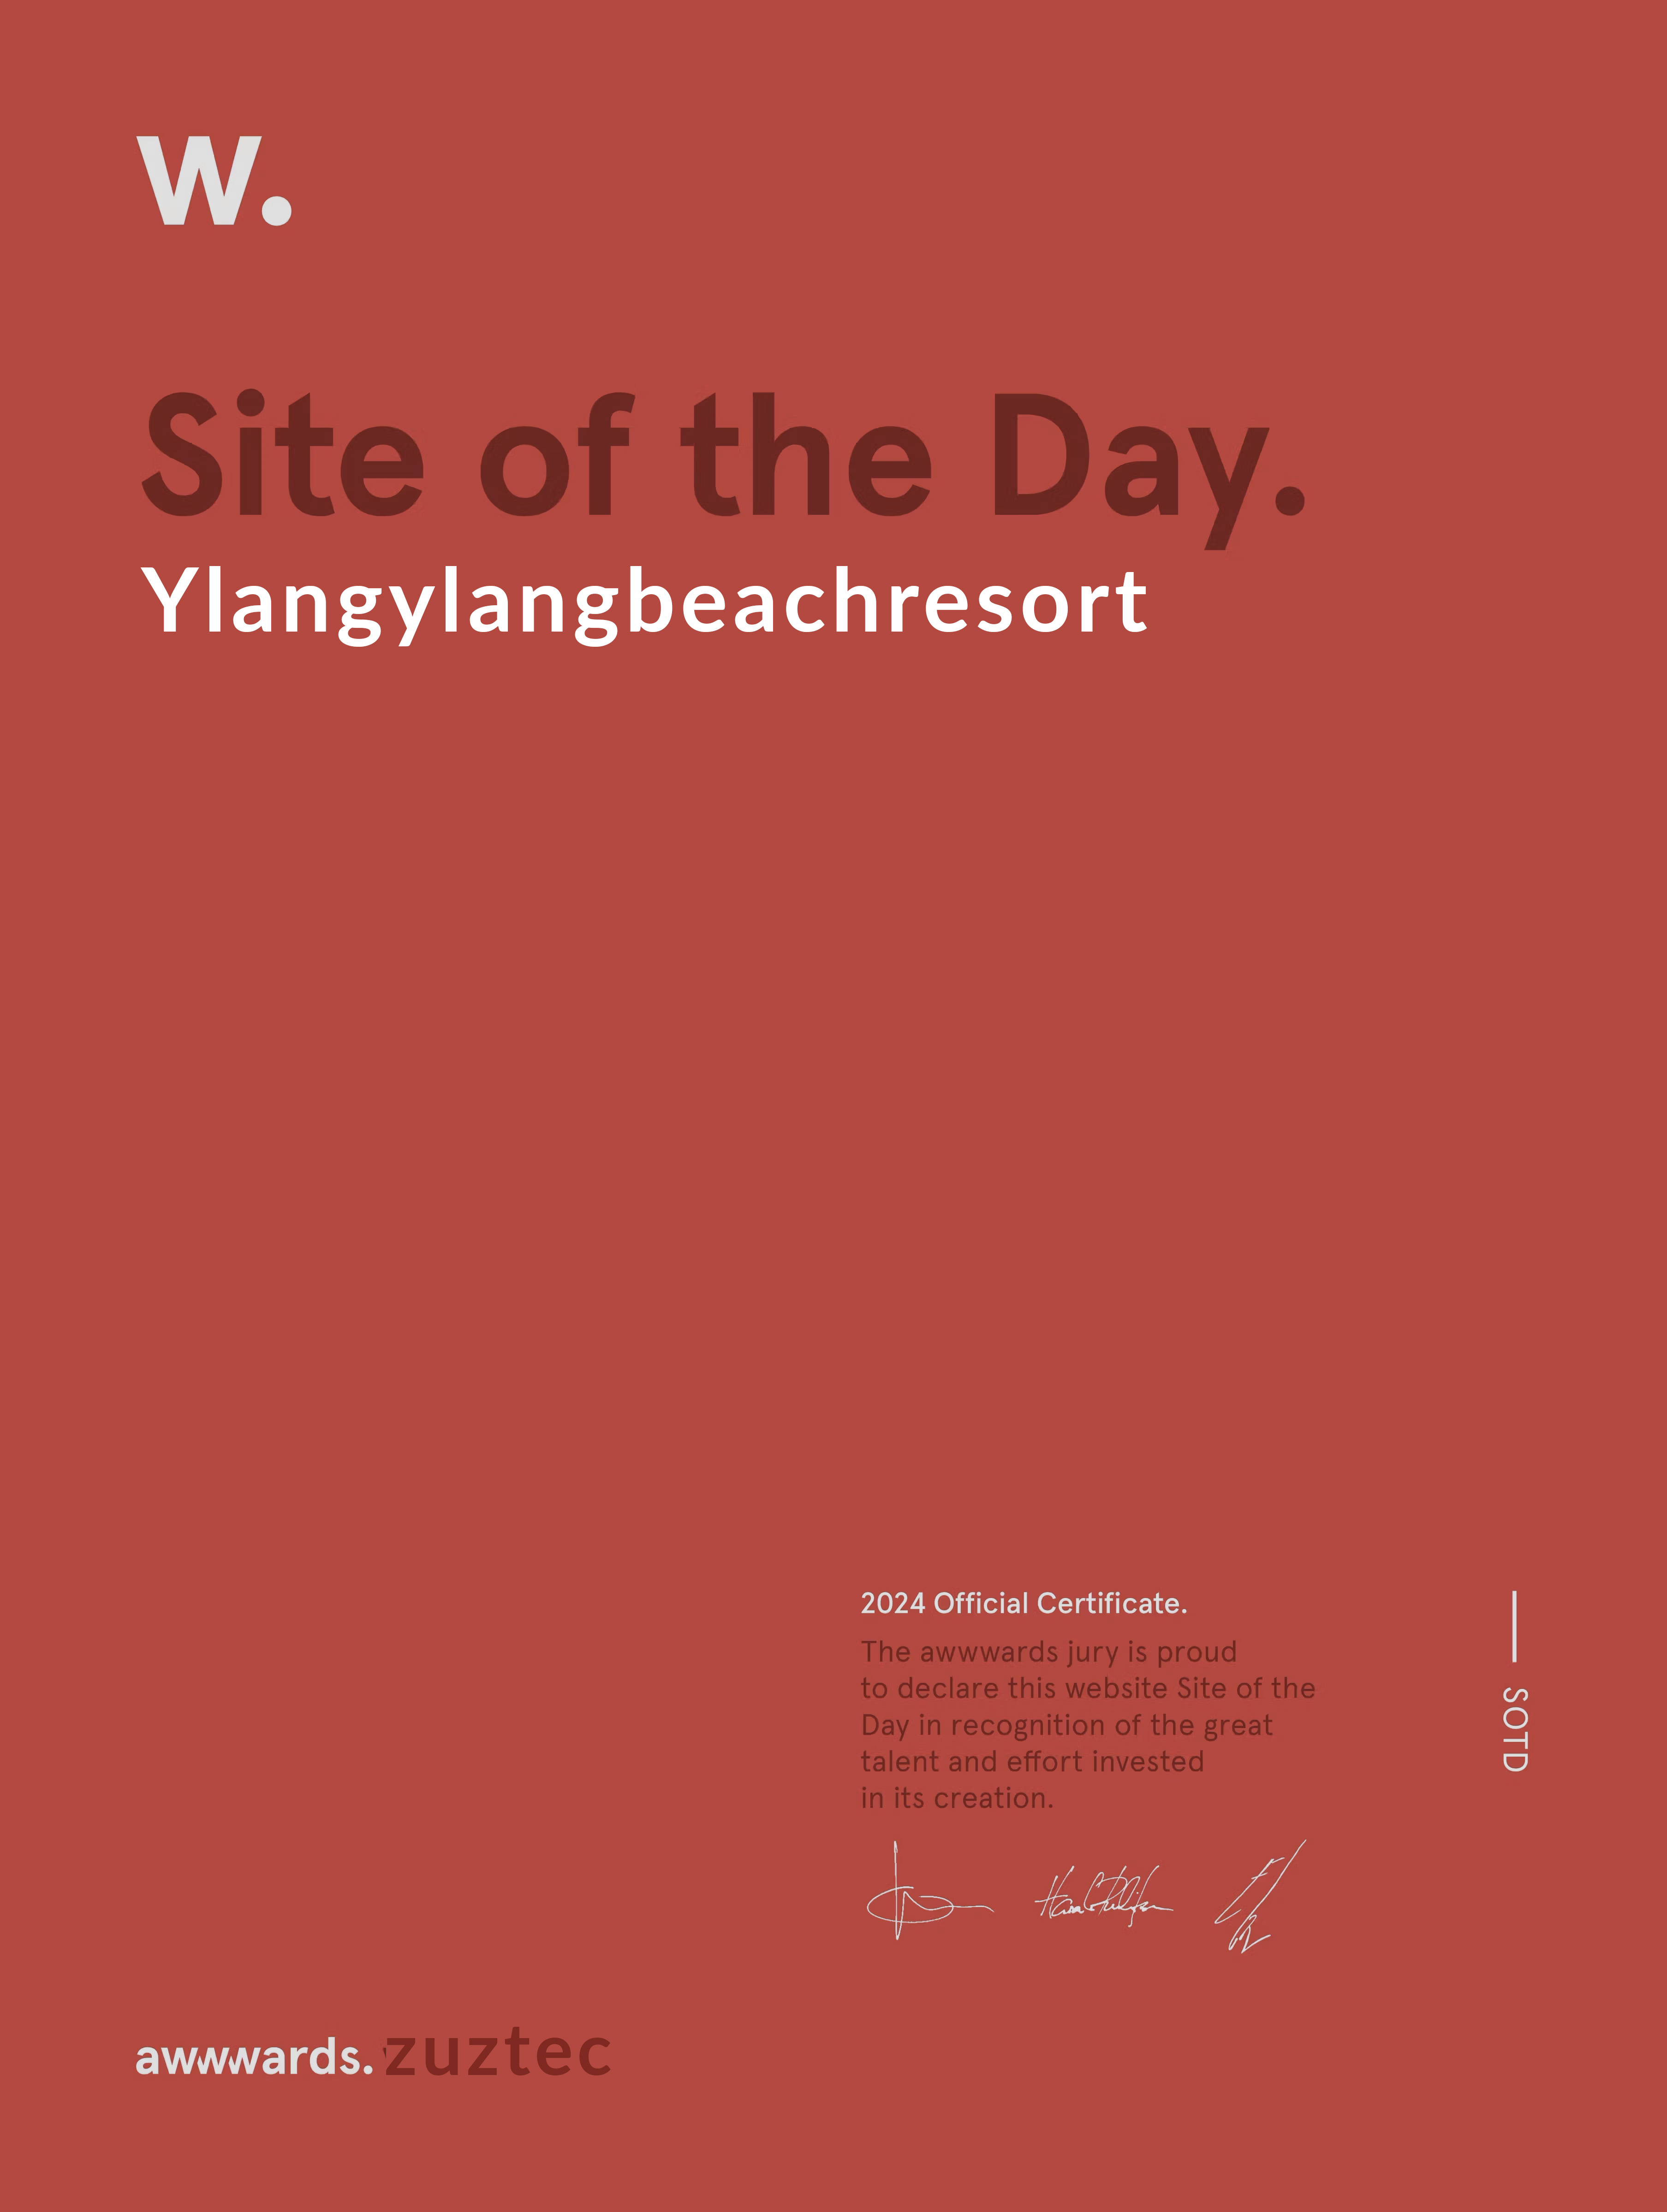 W.
Site of the Day.
Ylangylangbeachresort
2024 Official Certificate.
The awwwards jury is proud
to declare this website Site of the
Day in recognition of the great
talent and effort invested
in its creation.
SOTD
awwwards. zuztec